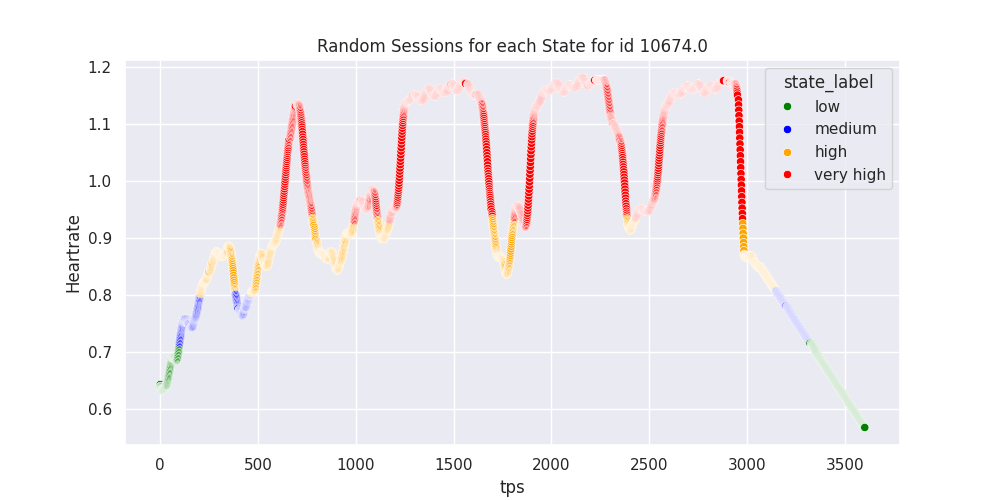 Random Sessions for each State for id 10674.0
1.2
1.1
1.0
0.9
0.8
0.7
0.6
Heartrate
state_label
low
medium
high
very high
0 500 1000 1500 2000 2500 3000 3500
tps